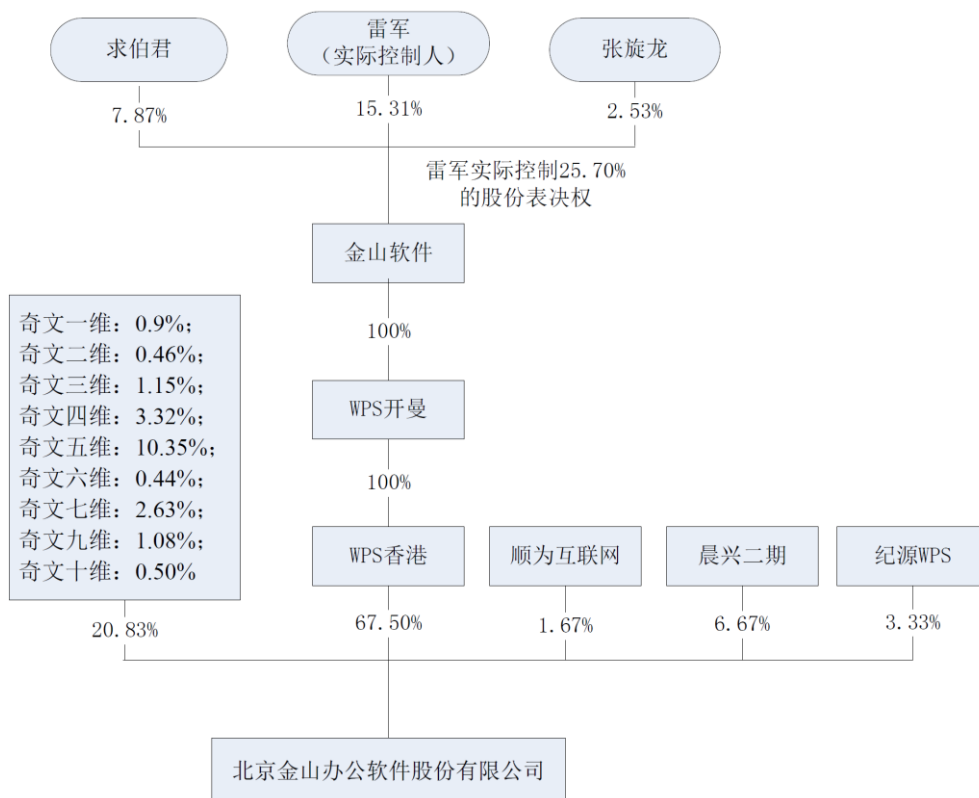 求伯君
雷军
（实际控制人）
张旋龙
7.87%
15.31%
2.53%
雷军实际控制25.70%
的股份表决权
金山软件
100%
WPS开曼
100%
奇文一维：0.9%;
奇文二维：0.46%;
奇文三维：1.15%;
奇文四维：3.32%;
奇文五维：10.35%;
奇文六维：0.44%;
奇文七维：2.63%;
奇文九维：1.08%;
奇文十维：0.50%
WPS香港
顺为互联网
晨兴二期
纪源WPS
20.83%
67.50%
1.67%
6.67%
3.33%
北京金山办公软件股份有限公司